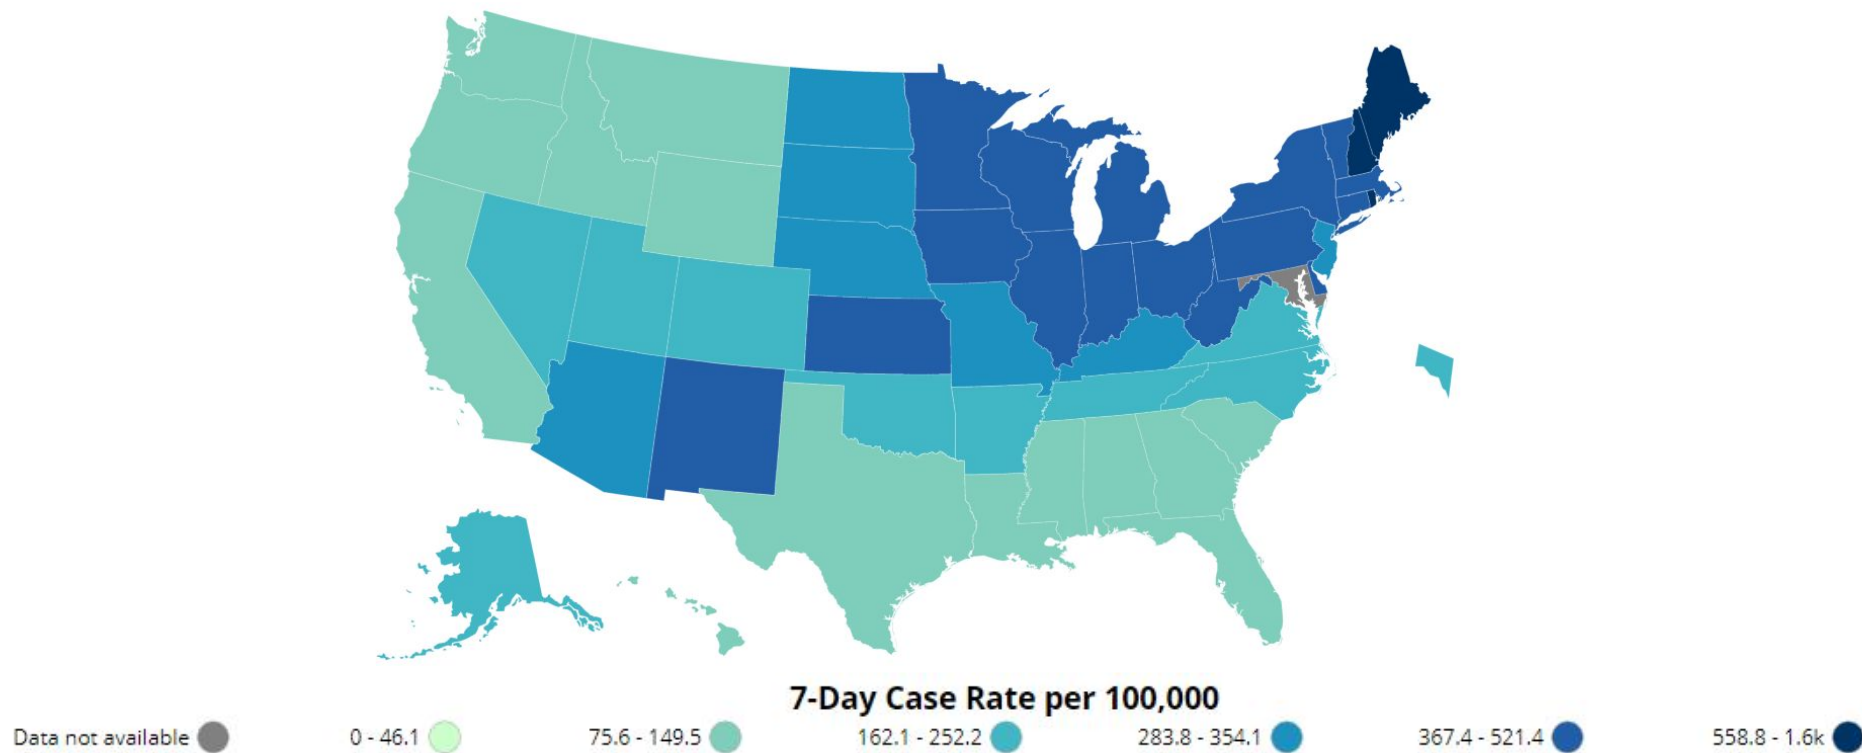 7-Day Case Rate per 100,000
Data not available 0 - 46.1 75.6 - 149.5 162.1 - 252.2 283.8 - 354.1 367.4 - 521.4 558.8 - 1.6k